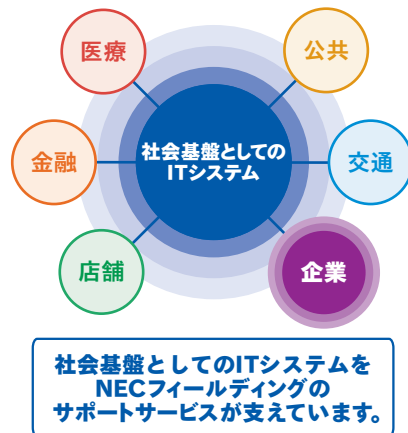 医療
公共
金融
社会基盤としての
ITシステム
交通
店舗
企業
社会基盤としてのITシステムを
NECフィールディングの
サポートサービスが支えています。